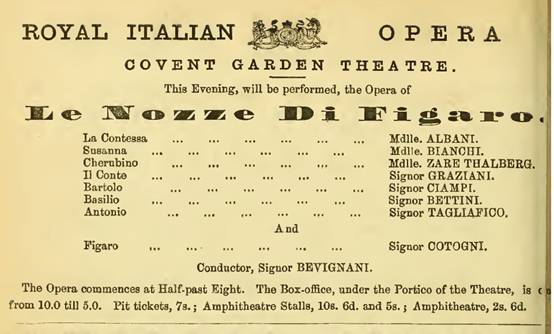 ROYAL ITALIAN OPERA
COVENT GARDEN THEATRE.
This Evening, will be performed, the Opera of
Le Nozze Di Figaro.
La Contessa ... ... ... ... ... ... Mdlle. ALBANI.
Susanna ... ... ... ... ... ... Mdlle. BIANCHI.
Cherubino ... ... ... ... ... ... Mdlle. ZARE THALBERG.
Il Conte ... ... ... ... ... Signor GRAZIANI.
Bartolo ... ... ... ... ... Signor CIAMPI.
Basilio ... ... ... ... ... ... Signor BETTINI.
Antonio ... ... ... ... ... Signor TAGLIAFICO.
And
Figaro ... ... ... ... ... ... Signor COTOGNI.
Conductor, Signor BEVIGNANI.
The Opera commences at Half-past Eight. The Box-office, under the Portico of the Theatre, is
from 10.0 till 5.0. Pit tickets, 7s.; Amphitheatre Stalls, 10s. 6d. and 5s.; Amphitheatre, 2s. 6d.